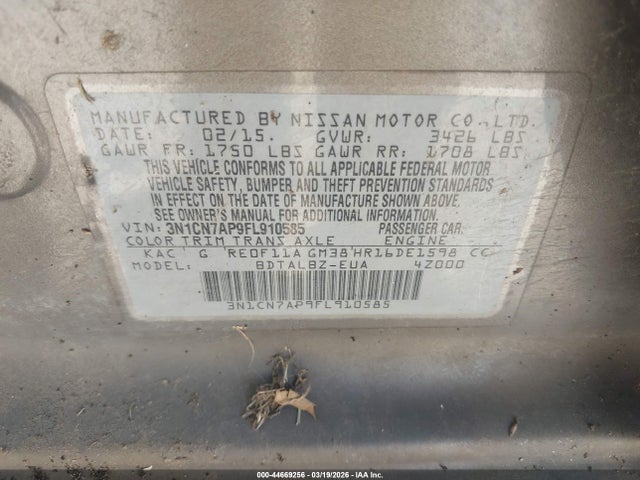 MANUFACTURED BY NISSAN MOTOR CO., LTD.
DATE: 02/15. GVWR: 3426 LBS
GAWR FR: 1750 LBS GAWR RR: 1708 LBS
THIS VEHICLE CONFORMS TO ALL APPLICABLE FEDERAL MOTOR
VEHICLE SAFETY, BUMPER AND THEFT PREVENTION STANDARDS
IN EFFECT ON THE DATE OF MANUFACTURE SHOWN ABOVE.
SEE OWNER'S MANUAL FOR ADDITIONAL INFORMATION.
VIN: 3N1CN7AP9FL910585 PASSENGER CAR.
COLOR TRIM TRANS AXLE ENGINE
KAC G RE0F11A GM38 HR16DE1598 CC
BDTALBZ-EUA 4Z000
3N1CN7AP9FL910585
000-44669256 - 03/19/2026 - IAA Inc.